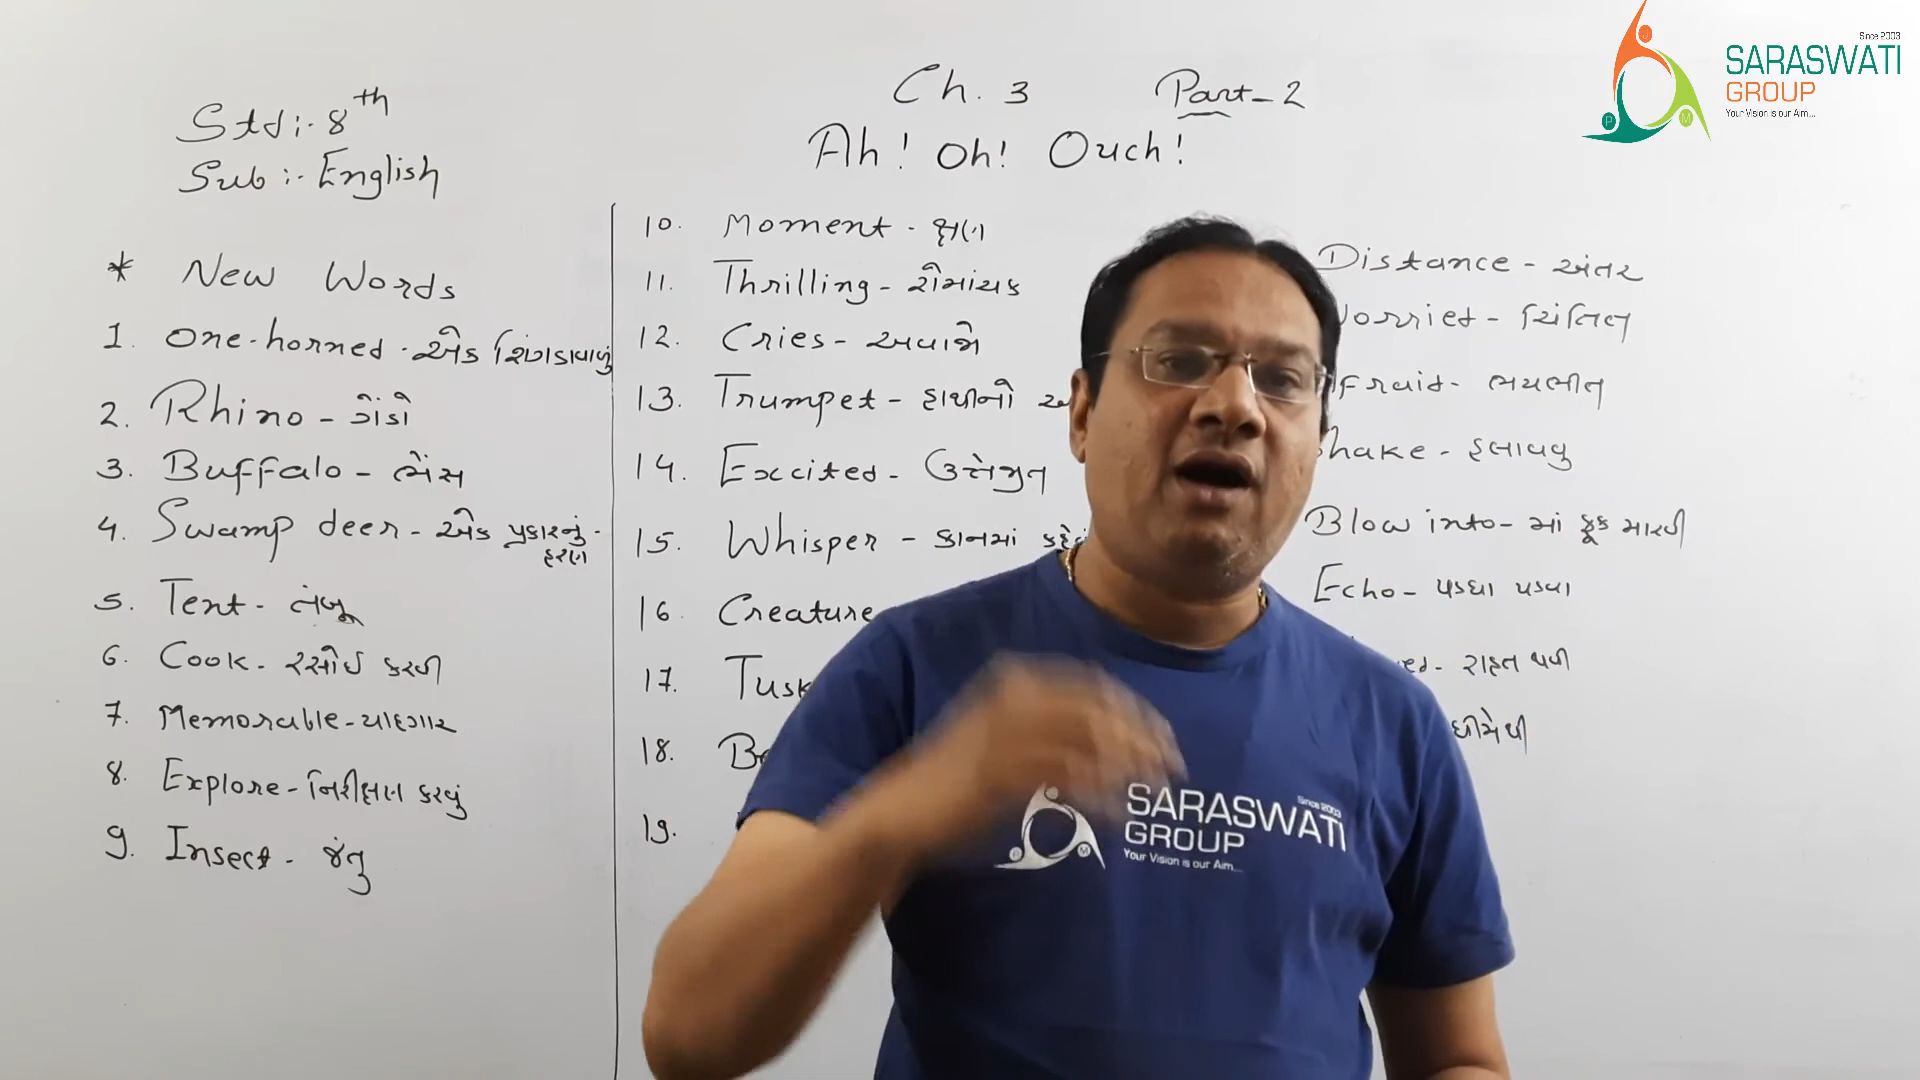 Std :- 8th
Sub :- English
Ch. 3 Part-2
Ah! Oh! Ouch!
* New Words
1. One-horned - એક શિંગડાવાળું
2. Rhino - ગેંડો
3. Buffalo - ભેંસ
4. Swamp deer - એક પ્રકારનું હરણ
5. Tent - તંબૂ
6. Cook - રસોઈ કરવી
7. Memorable - યાદગાર
8. Explore - નિરીક્ષણ કરવું
9. Insect - જંતુ
10. Moment - ક્ષણ
11. Thrilling - રોમાંચક
12. Cries - અવાજો
13. Trumpet - હાથીનો
14. Excited - ઉત્તેજીત
15. Whisper - કાનમાં
16. Creature
17. Tusk
18.
19.
Distance - અંતર
- ચિંતિત
- ભયભીત
- હલાવવુ
Blow into - માં ફૂંક મારવી
Echo - પડઘા પડવા
- રાહત થવી
ધીમેથી
Since 2003
SARASWATI
GROUP
Your Vision is our Aim...
P J M
Since 2003
SARASWATI
GROUP
Your Vision is our Aim...